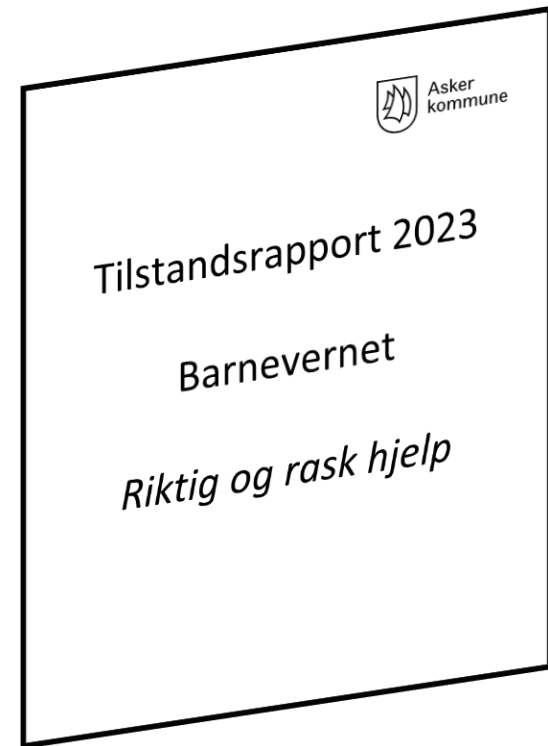 Asker
kommune
Tilstandsrapport 2023
Barnevernet
Riktig og rask hjelp